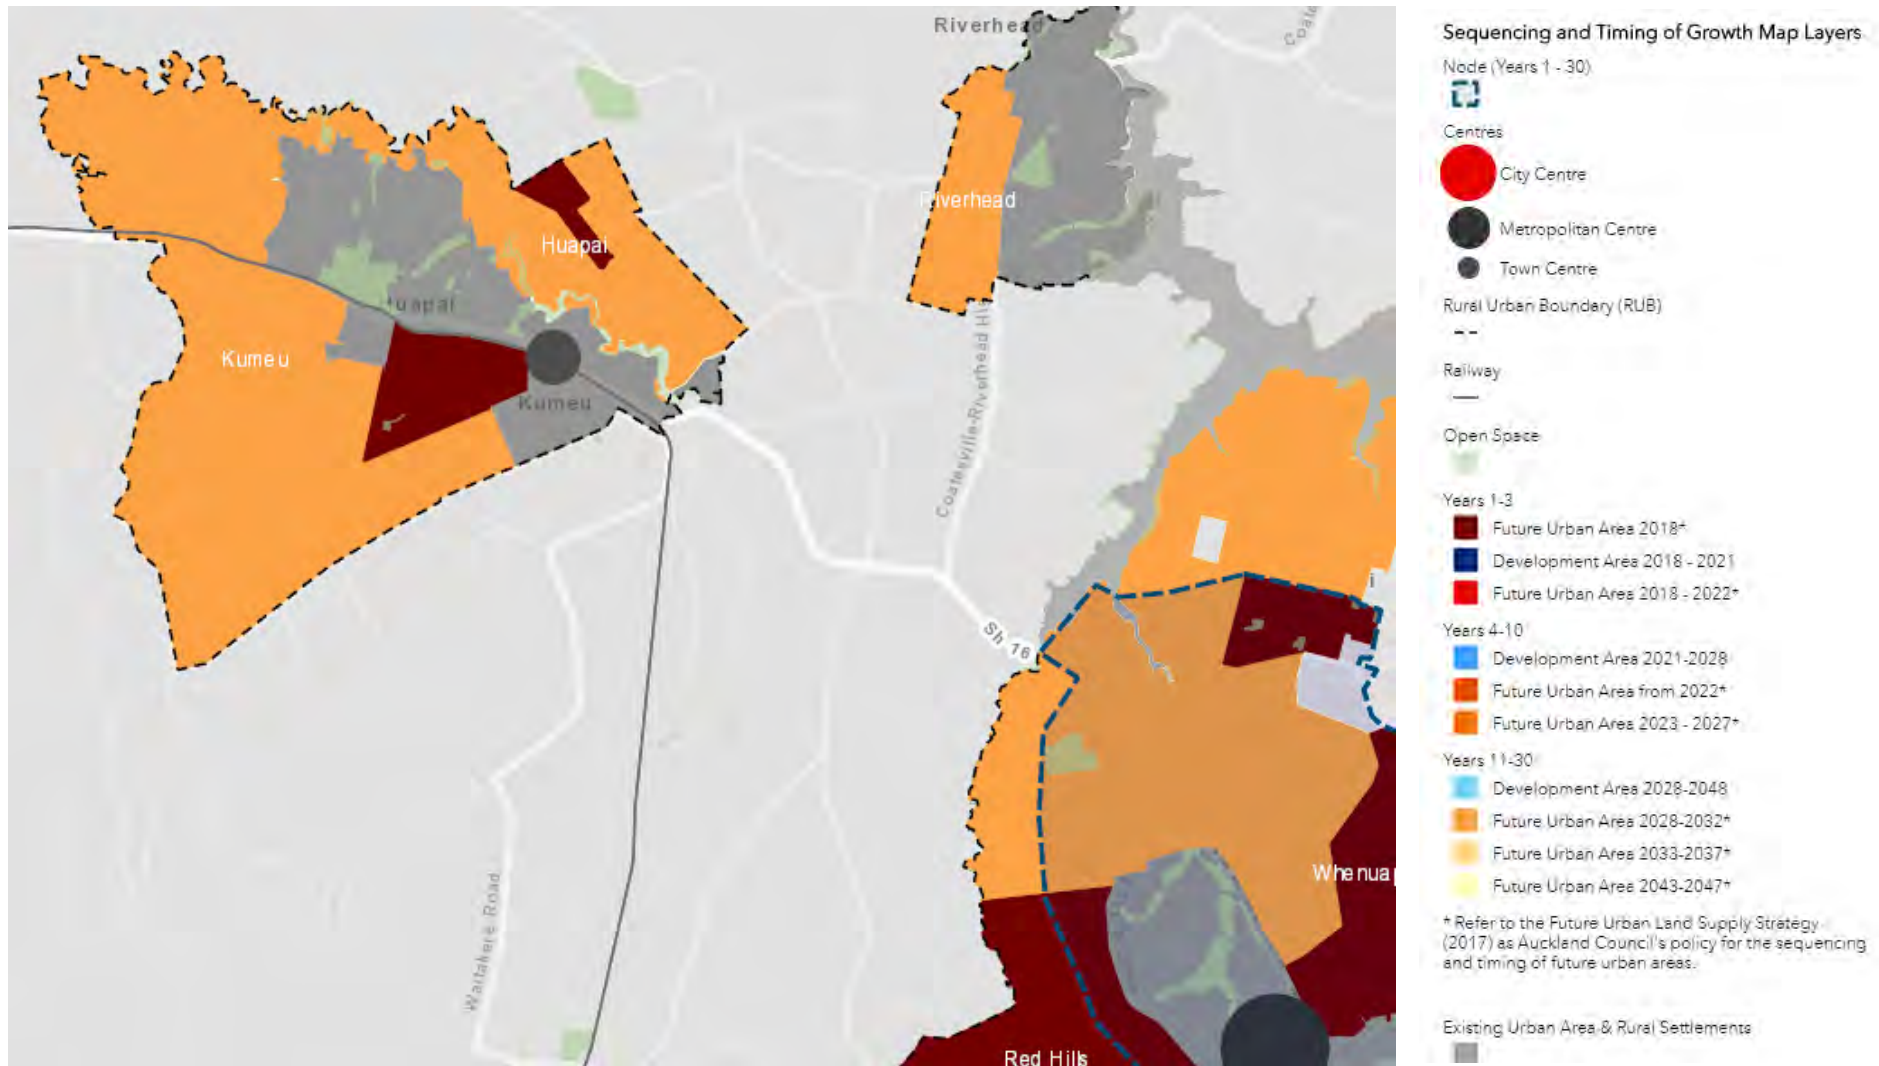 Riverhead
Riverhead
Huapai
Huapai
Kumeu
Kumeu
Coatesville-Riverhead
Sh 16
Waitakere Road
Red Hills
Sequencing and Timing of Growth Map Layers
Node (Years 1 - 30)
Centres
City Centre
Metropolitan Centre
Town Centre
Rural Urban Boundary (RUB)
Railway
Open Space
Years 1-3
Future Urban Area 2018*
Development Area 2018 - 2021
Future Urban Area 2018 - 2022*
Years 4-10
Development Area 2021-2028
Future Urban Area from 2022*
Future Urban Area 2023 - 2027*
Years 11-30
Development Area 2028-2048
Future Urban Area 2028-2032*
Future Urban Area 2033-2037*
Future Urban Area 2043-2047*
* Refer to the Future Urban Land Supply Strategy
(2017) as Auckland Council's policy for the sequencing
and timing of future urban areas.
Existing Urban Area & Rural Settlements